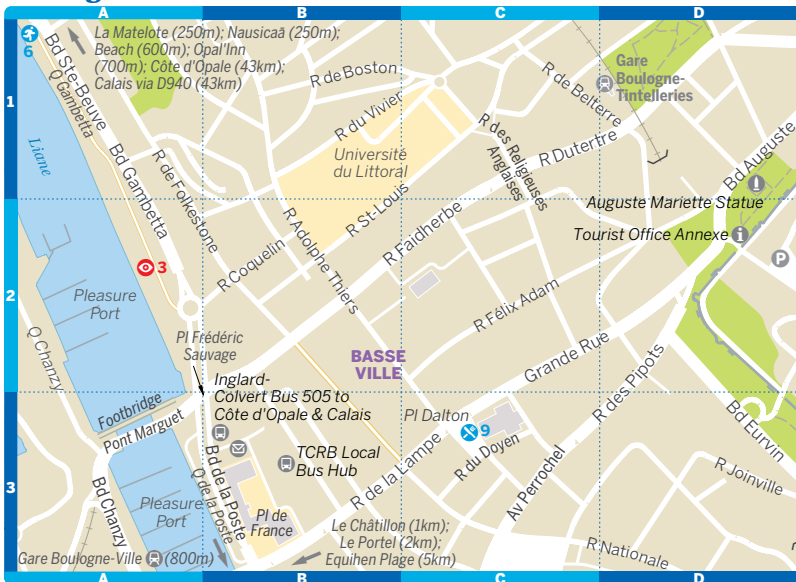 A
B
C
D
1
2
3
6
La Matelote (250m); Nausicaā (250m);
Beach (600m); Opal'Inn
(700m); Côte d'Opale (43km);
Calais via D940 (43km)
Bd Ste-Beuve
Q Gambetta
Liane
Bd Gambetta
R de Folkestone
R de Boston
R du Vivier
Université
du Littoral
R St-Louis
R des Religieuses
Anglaises
R de Belterre
Gare
Boulogne-
Tintelleries
R Dutertre
Bd Auguste
Auguste Mariette Statue
Tourist Office Annexe
i
P
3
Pleasure
Port
R Coquelin
R Adolphe Thiers
R Faidherbe
R Félix Adam
Grande Rue
R des Pipots
Q Chanzy
Pl Frédéric
Sauvage
BASSE
VILLE
Inglard-
Colvert Bus 505 to
Côte d'Opale & Calais
Footbridge
Pont Marguet
TCRB Local
Bus Hub
Pl Dalton
9
R du Doyen
R de la Lampe
Av Perrochel
Bd Eurvin
R Joinville
R Nationale
Bd Chanzy
Pleasure
Port
Bd de la Poste
Q de la Poste
Pl de
France
Le Châtillon (1km);
Le Portel (2km);
Equihen Plage (5km)
Gare Boulogne-Ville (800m)
1
2
3
A
B
C
D